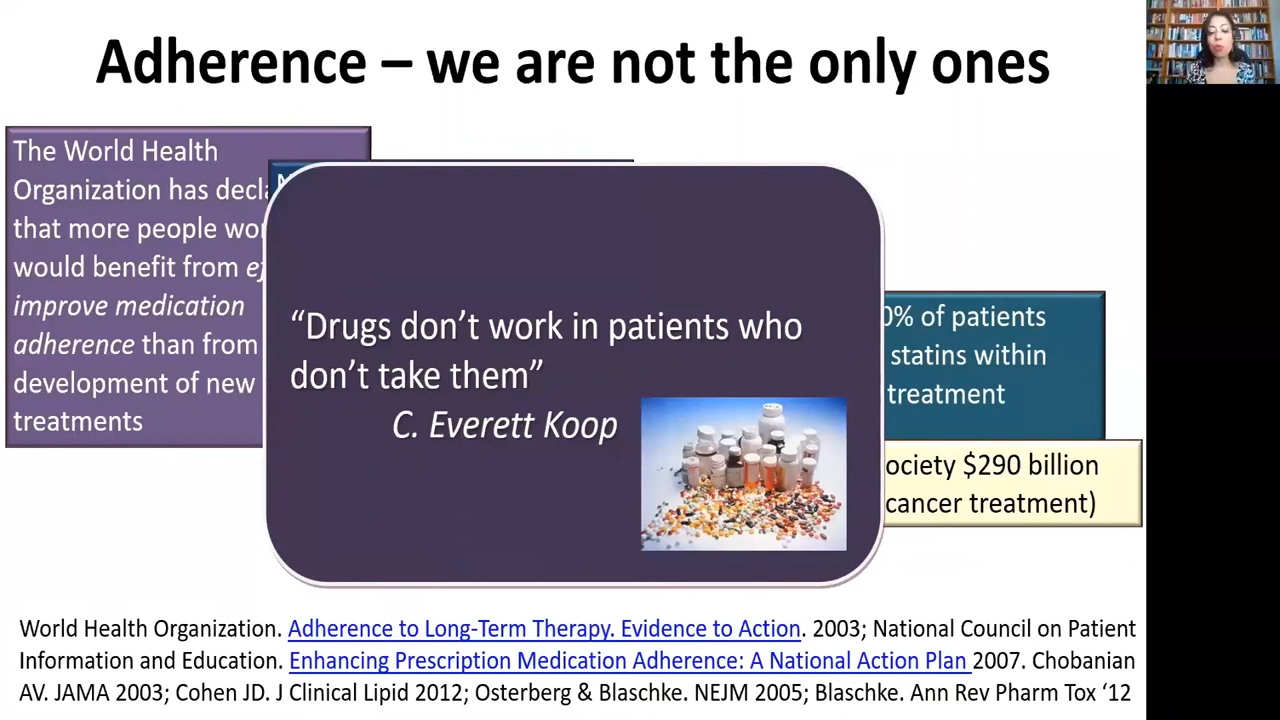 Adherence – we are not the only ones
The World Health
Organization has
that more people
would benefit from
improve medication
adherence than from
development of new
treatments
“Drugs don’t work in patients who
don’t take them”
C. Everett Koop
of patients
statins within
treatment
$290 billion
cancer treatment)
World Health Organization. Adherence to Long-Term Therapy. Evidence to Action. 2003; National Council on Patient
Information and Education. Enhancing Prescription Medication Adherence: A National Action Plan 2007. Chobanian
AV. JAMA 2003; Cohen JD. J Clinical Lipid 2012; Osterberg & Blaschke. NEJM 2005; Blaschke. Ann Rev Pharm Tox ‘12